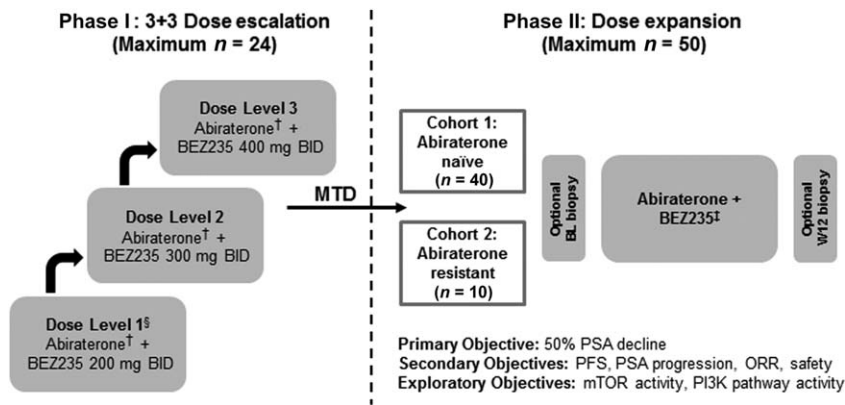 Phase I : 3+3 Dose escalation
(Maximum n = 24)
Dose Level 3
Abiraterone† +
BEZ235 400 mg BID
Dose Level 2
Abiraterone† +
BEZ235 300 mg BID
Dose Level 1§
Abiraterone† +
BEZ235 200 mg BID
MTD
Phase II: Dose expansion
(Maximum n = 50)
Cohort 1:
Abiraterone
naïve
(n = 40)
Cohort 2:
Abiraterone
resistant
(n = 10)
Optional
BL biopsy
Abiraterone +
BEZ235‡
Optional
W12 biopsy
Primary Objective: 50% PSA decline
Secondary Objectives: PFS, PSA progression, ORR, safety
Exploratory Objectives: mTOR activity, PI3K pathway activity